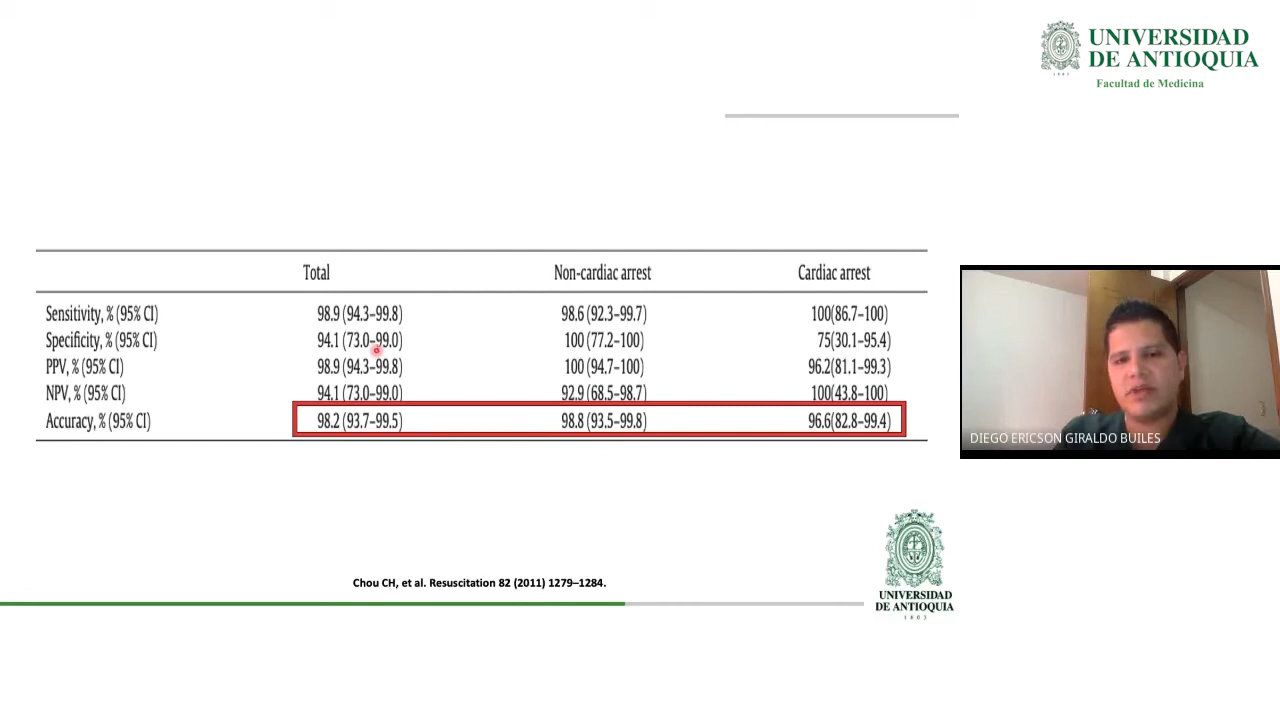 UNIVERSIDAD
DE ANTIOQUIA
1803
Facultad de Medicina
Total Non-cardiac arrest Cardiac arrest
Sensitivity, % (95% CI) 98.9 (94.3–99.8) 98.6 (92.3–99.7) 100(86.7–100)
Specificity, % (95% CI) 94.1 (73.0–99.0) 100 (77.2–100) 75(30.1–95.4)
PPV, % (95% CI) 98.9 (94.3–99.8) 100 (94.7–100) 96.2(81.1–99.3)
NPV, % (95% CI) 94.1 (73.0–99.0) 92.9 (68.5–98.7) 100(43.8–100)
Accuracy, % (95% CI) 98.2 (93.7–99.5) 98.8 (93.5–99.8) 96.6(82.8–99.4)
DIEGO ERICSON GIRALDO BUILES
Chou CH, et al. Resuscitation 82 (2011) 1279–1284.
UNIVERSIDAD
DE ANTIOQUIA
1803